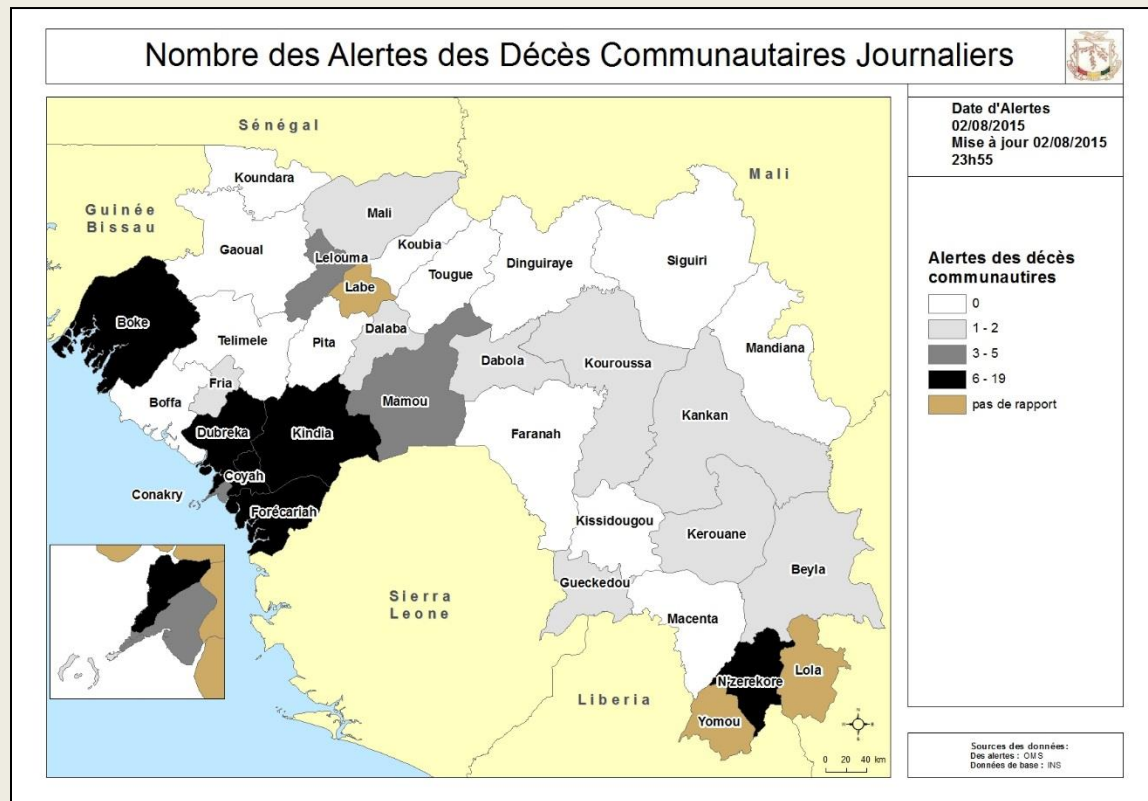 Nombre des Alertes des Décès Communautaires Journaliers
Date d'Alertes
02/08/2015
Mise à jour 02/08/2015
23h55
Alertes des décès
communautires
0
1 - 2
3 - 5
6 - 19
pas de rapport
Sénégal
Mali
Guinée
Bissau
Koundara
Mali
Gaoual
Lelouma
Koubia
Labe
Tougue
Dinguiraye
Siguiri
Boke
Telimele
Pita
Dalaba
Dabola
Kouroussa
Mandiana
Fria
Boffa
Mamou
Kankan
Dubreka
Kindia
Faranah
Coyah
Conakry
Forécariah
Kissidougou
Kerouane
Beyla
Gueckedou
Sierra
Leone
Macenta
Liberia
N'zerekore
Lola
Yomou
0 20 40 km
Sources des données:
Des alertes : OMS
Données de base : INS